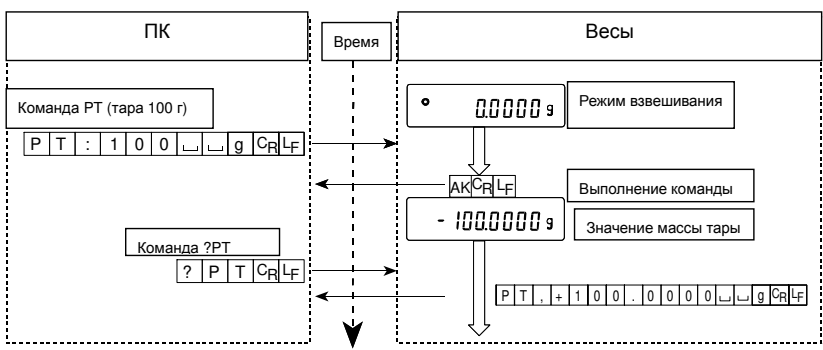 ПК
Время
Весы
Команда PT (тара 100 г)
0.0000 g
Режим взвешивания
P T : 1 0 0 ␣ ␣ g CR LF
AK CR LF
Выполнение команды
- 100.0000 g
Значение массы тары
Команда ?PT
? P T CR LF
P T , + 1 0 0 . 0 0 0 0 ␣ ␣ g CR LF